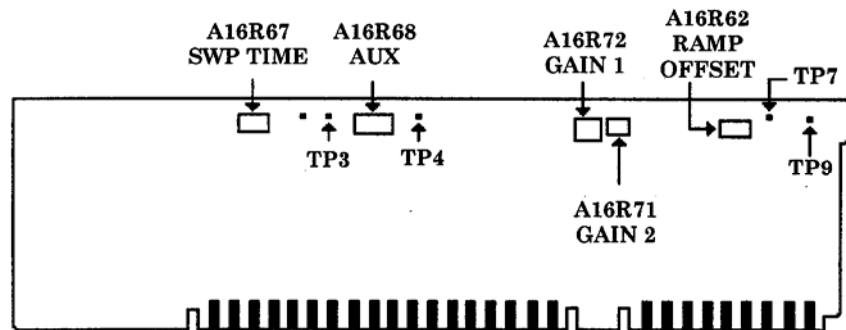 A16R67
SWP TIME
A16R68
AUX
A16R72
GAIN 1
A16R62
RAMP
OFFSET
TP7
TP3
TP4
TP9
A16R71
GAIN 2